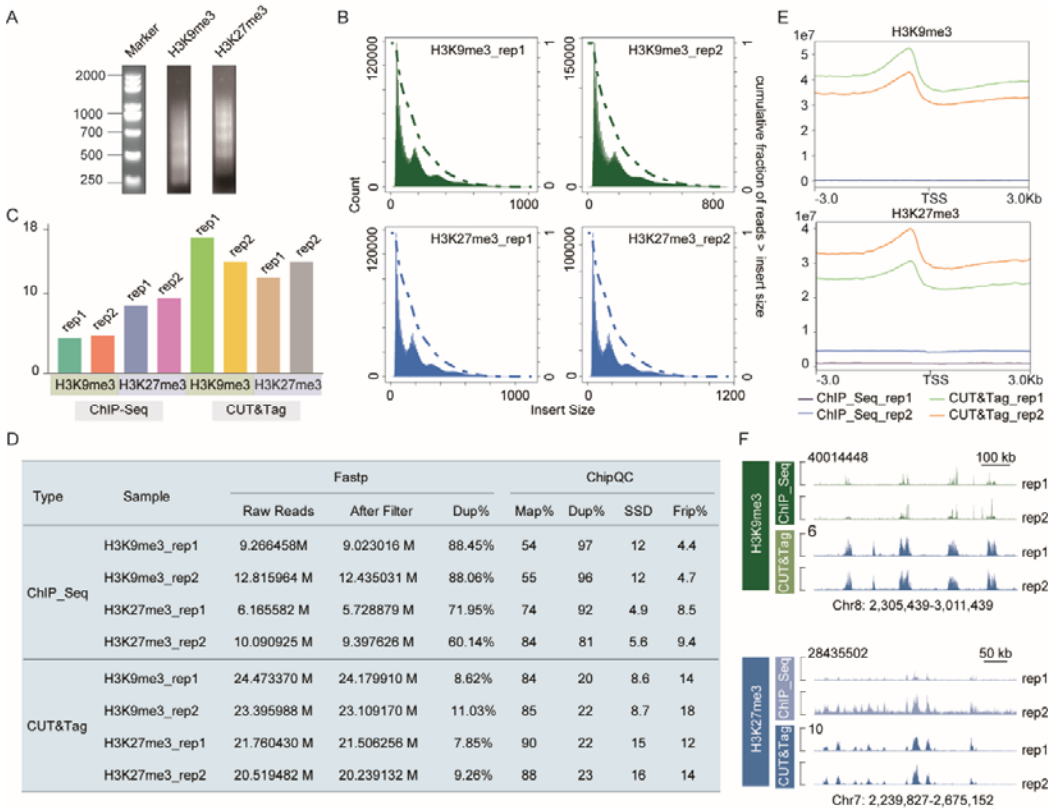 A
Marker
H3K9me3
H3K27me3
2000
1000
700
500
250
B
Count
120000
0
H3K9me3_rep1
1
0
0
1000
150000
0
H3K9me3_rep2
1
0
0
800
120000
0
H3K27me3_rep1
1
0
0
1000
100000
0
H3K27me3_rep2
1
0
0
1200
Insert Size
cumulative fraction of reads > insert size
C
18
10
0
rep1
rep2
rep1
rep2
rep1
rep2
rep1
rep2
H3K9me3 H3K27me3 H3K9me3 H3K27me3
ChIP-Seq CUT&Tag
D
Type Sample Fastp ChipQC
Raw Reads After Filter Dup% Map% Dup% SSD Frip%
ChIP_Seq
H3K9me3_rep1 9.266458M 9.023016 M 88.45% 54 97 12 4.4
H3K9me3_rep2 12.815964 M 12.435031 M 88.06% 55 96 12 4.7
H3K27me3_rep1 6.165582 M 5.728879 M 71.95% 74 92 4.9 8.5
H3K27me3_rep2 10.090925 M 9.397626 M 60.14% 84 81 5.6 9.4
CUT&Tag
H3K9me3_rep1 24.473370 M 24.179910 M 8.62% 84 20 8.6 14
H3K9me3_rep2 23.395988 M 23.109170 M 11.03% 85 22 8.7 18
H3K27me3_rep1 21.760430 M 21.506256 M 7.85% 90 22 15 12
H3K27me3_rep2 20.519482 M 20.239132 M 9.26% 88 23 16 14
E
H3K9me3
1e7
5
4
3
2
1
0
-3.0 TSS 3.0Kb
H3K27me3
1e7
4
3
2
1
0
-3.0 TSS 3.0Kb
ChIP_Seq_rep1 CUT&Tag_rep1
ChIP_Seq_rep2 CUT&Tag_rep2
F
H3K9me3
ChIP_Seq
CUT&Tag
40014448
100 kb
rep1
rep2
6
rep1
rep2
Chr8: 2,305,439-3,011,439
H3K27me3
ChIP_Seq
CUT&Tag
28435502
50 kb
rep1
rep2
10
rep1
rep2
Chr7: 2,239,827-2,675,152